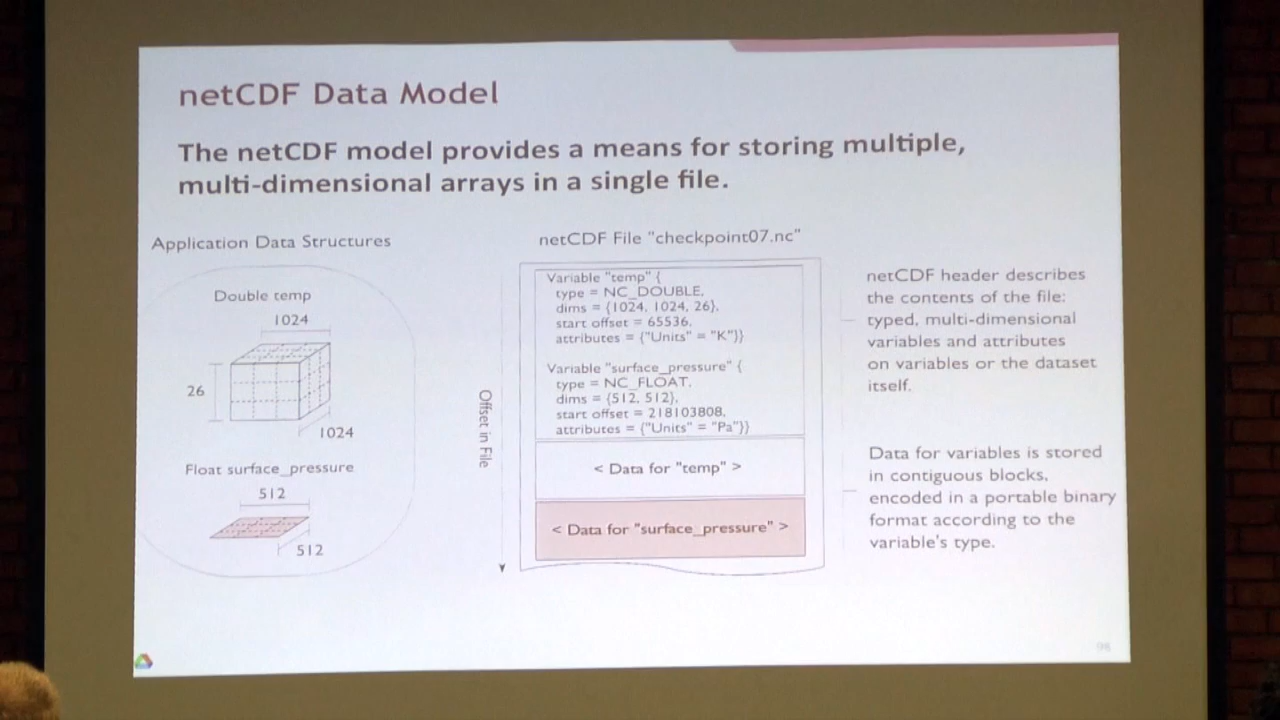 netCDF Data Model
The netCDF model provides a means for storing multiple,
multi-dimensional arrays in a single file.
Application Data Structures
Double temp
1024
26
1024
Float surface_pressure
512
512
netCDF File "checkpoint07.nc"
Offset in File
Variable "temp" {
type = NC_DOUBLE,
dims = {1024, 1024, 26},
start offset = 65536,
attributes = {"Units" = "K"}}
Variable "surface_pressure" {
type = NC_FLOAT,
dims = {512, 512},
start offset = 218103808,
attributes = {"Units" = "Pa"}}
< Data for "temp" >
< Data for "surface_pressure" >
netCDF header describes
the contents of the file:
typed, multi-dimensional
variables and attributes
on variables or the dataset
itself.
Data for variables is stored
in contiguous blocks,
encoded in a portable binary
format according to the
variable's type.